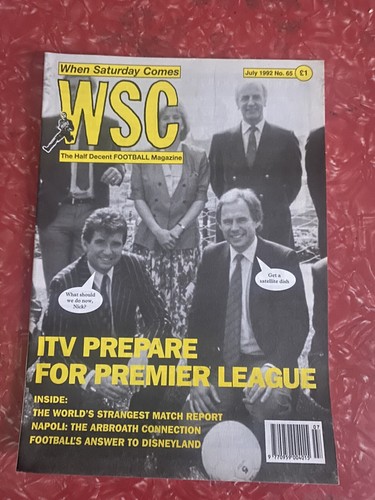 When Saturday Comes
July 1992 No. 65 £1
WSC
The Half Decent FOOTBALL Magazine
What should
we do now,
Nick?
Get a
satellite dish
ITV PREPARE
FOR PREMIER LEAGUE
INSIDE:
THE WORLD'S STRANGEST MATCH REPORT
NAPOLI: THE ARBROATH CONNECTION
FOOTBALL'S ANSWER TO DISNEYLAND
07